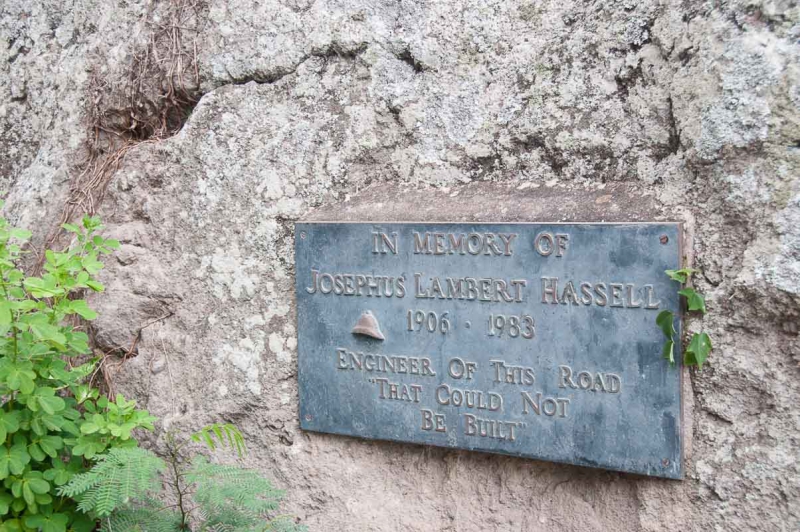 IN MEMORY OF
JOSEPHUS LAMBERT HASSELL
1906 · 1983
ENGINEER OF THIS ROAD
"THAT COULD NOT
BE BUILT"